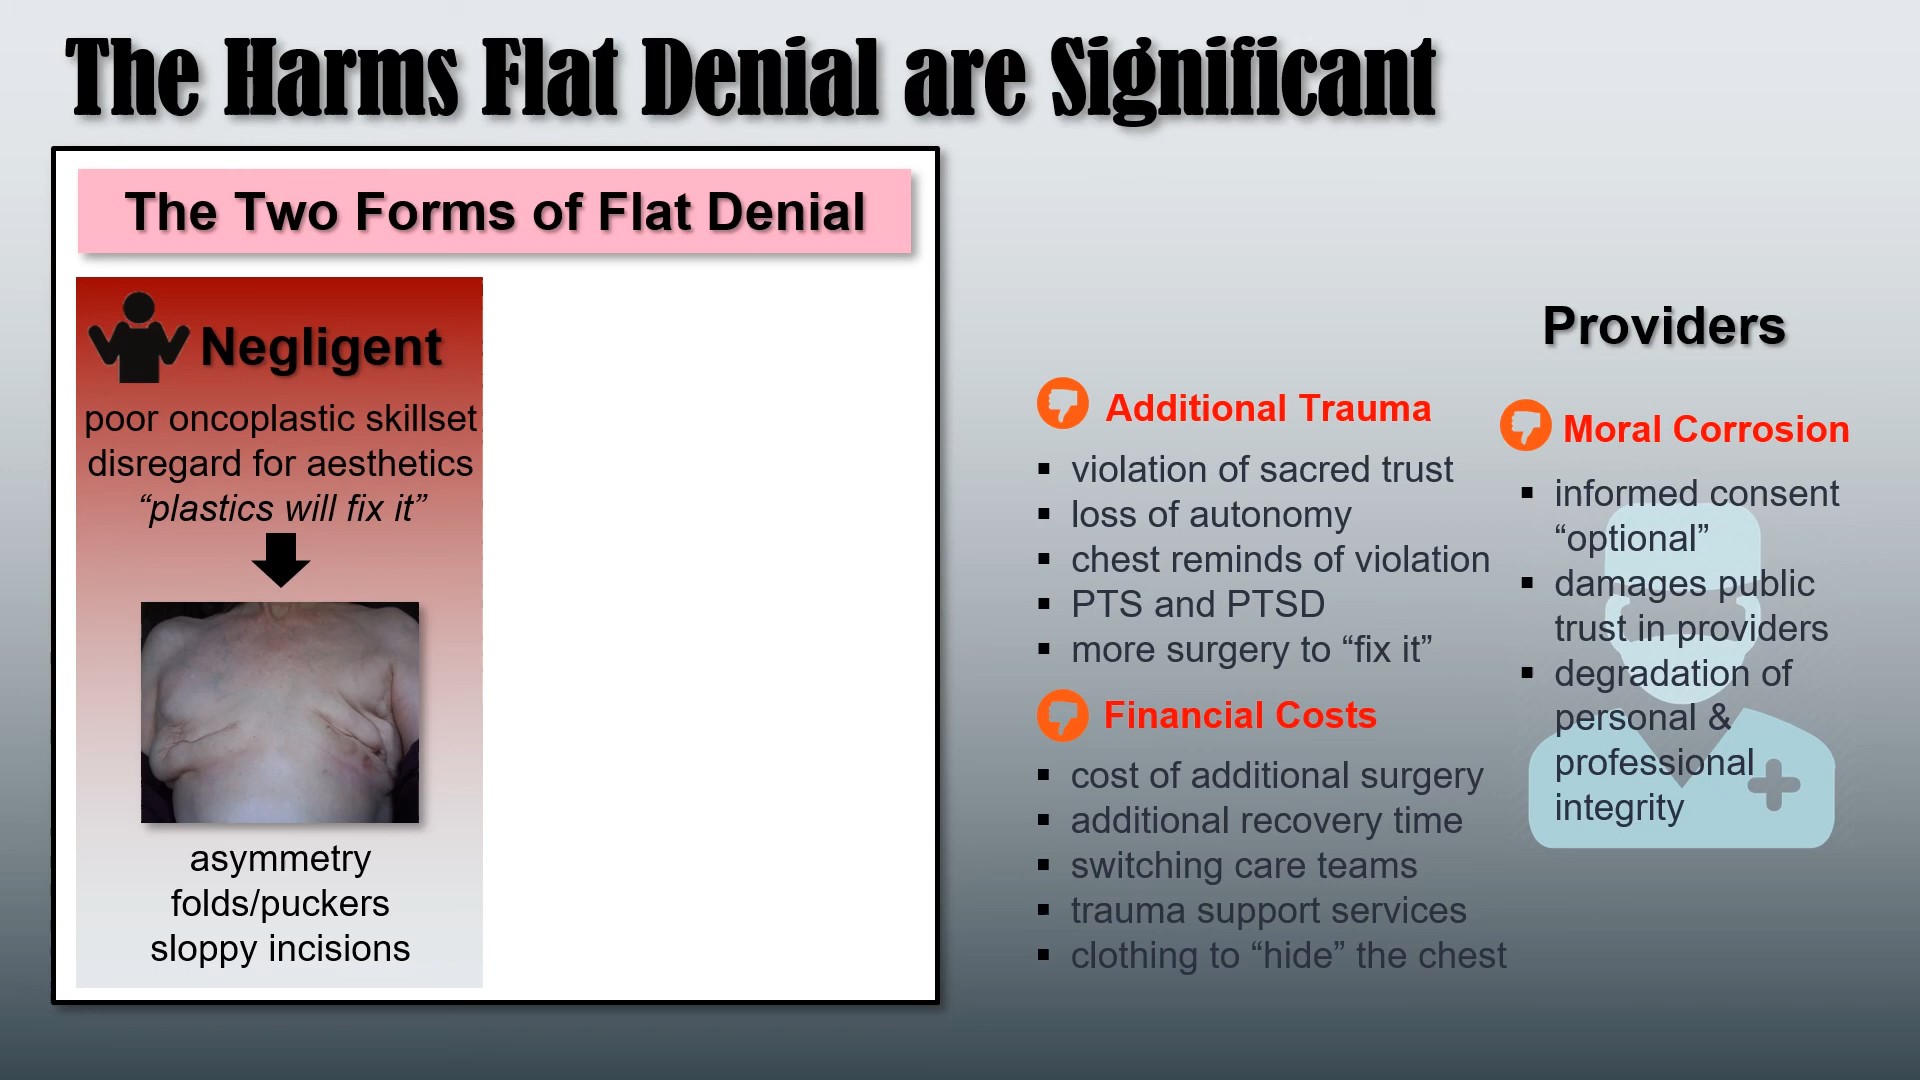 The Harms Flat Denial are Significant
The Two Forms of Flat Denial
Negligent
poor oncoplastic skillset
disregard for aesthetics
“plastics will fix it”
asymmetry
folds/puckers
sloppy incisions
Additional Trauma
▪ violation of sacred trust
▪ loss of autonomy
▪ chest reminds of violation
▪ PTS and PTSD
▪ more surgery to “fix it”
Financial Costs
▪ cost of additional surgery
▪ additional recovery time
▪ switching care teams
▪ trauma support services
▪ clothing to “hide” the chest
Providers
Moral Corrosion
▪ informed consent
“optional”
▪ damages public
trust in providers
▪ degradation of
personal &
professional
integrity